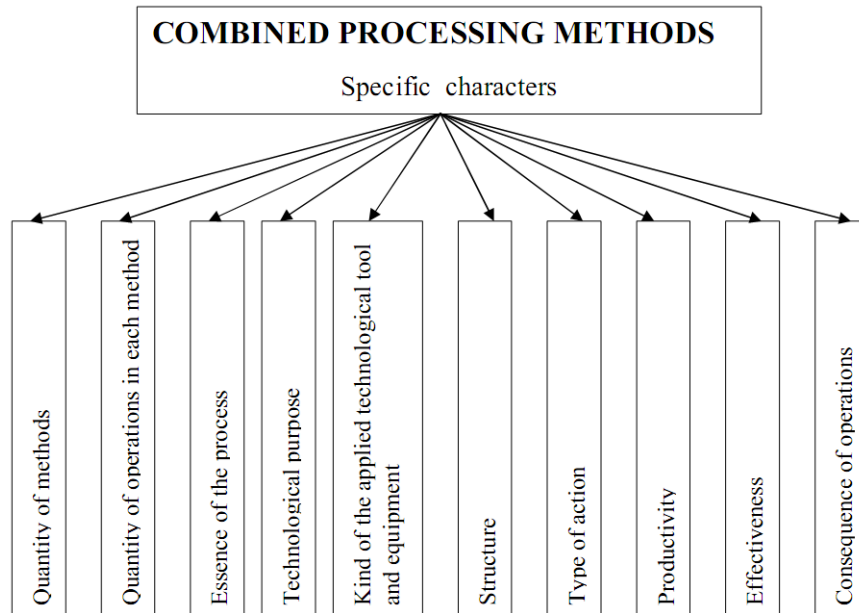 COMBINED PROCESSING METHODS
Specific characters
Quantity of methods
Quantity of operations in each method
Essence of the process
Technological purpose
Kind of the applied technological tool
and equipment
Structure
Type of action
Productivity
Effectiveness
Consequence of operations